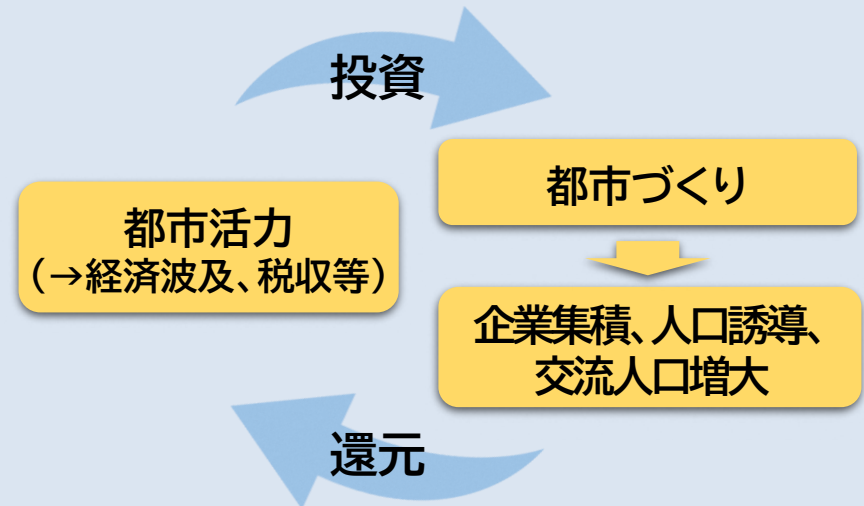 投資
都市活力
（→経済波及、税収等）
都市づくり
企業集積、人口誘導、
交流人口増大
還元